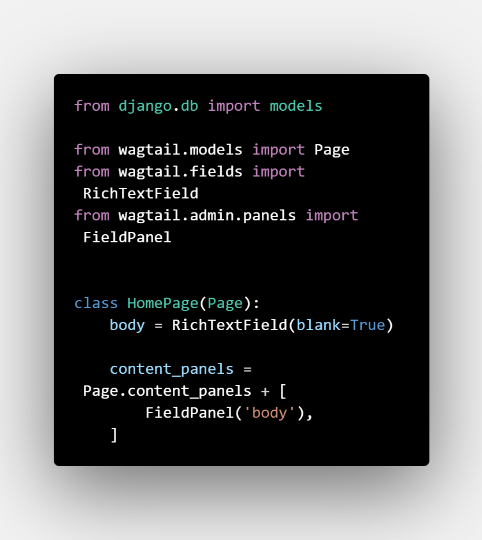 from django.db import models
from wagtail.models import Page
from wagtail.fields import
RichTextField
from wagtail.admin.panels import
FieldPanel
class HomePage(Page):
body = RichTextField(blank=True)
content_panels =
Page.content_panels + [
FieldPanel('body'),
]